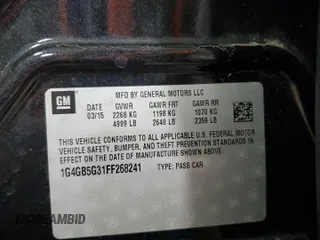 GM
MFD BY GENERAL MOTORS LLC
DATE GVWR GAWR FRT GAWR RR
03/15 2268 KG 1198 KG 1070 KG
4999 LB 2640 LB 2359 LB
THIS VEHICLE CONFORMS TO ALL APPLICABLE U.S. FEDERAL MOTOR
VEHICLE SAFETY, BUMPER, AND THEFT PREVENTION STANDARDS IN
EFFECT ON THE DATE OF MANUFACTURE SHOWN ABOVE.
1G4GB5G31FF268241 TYPE: PASS CAR